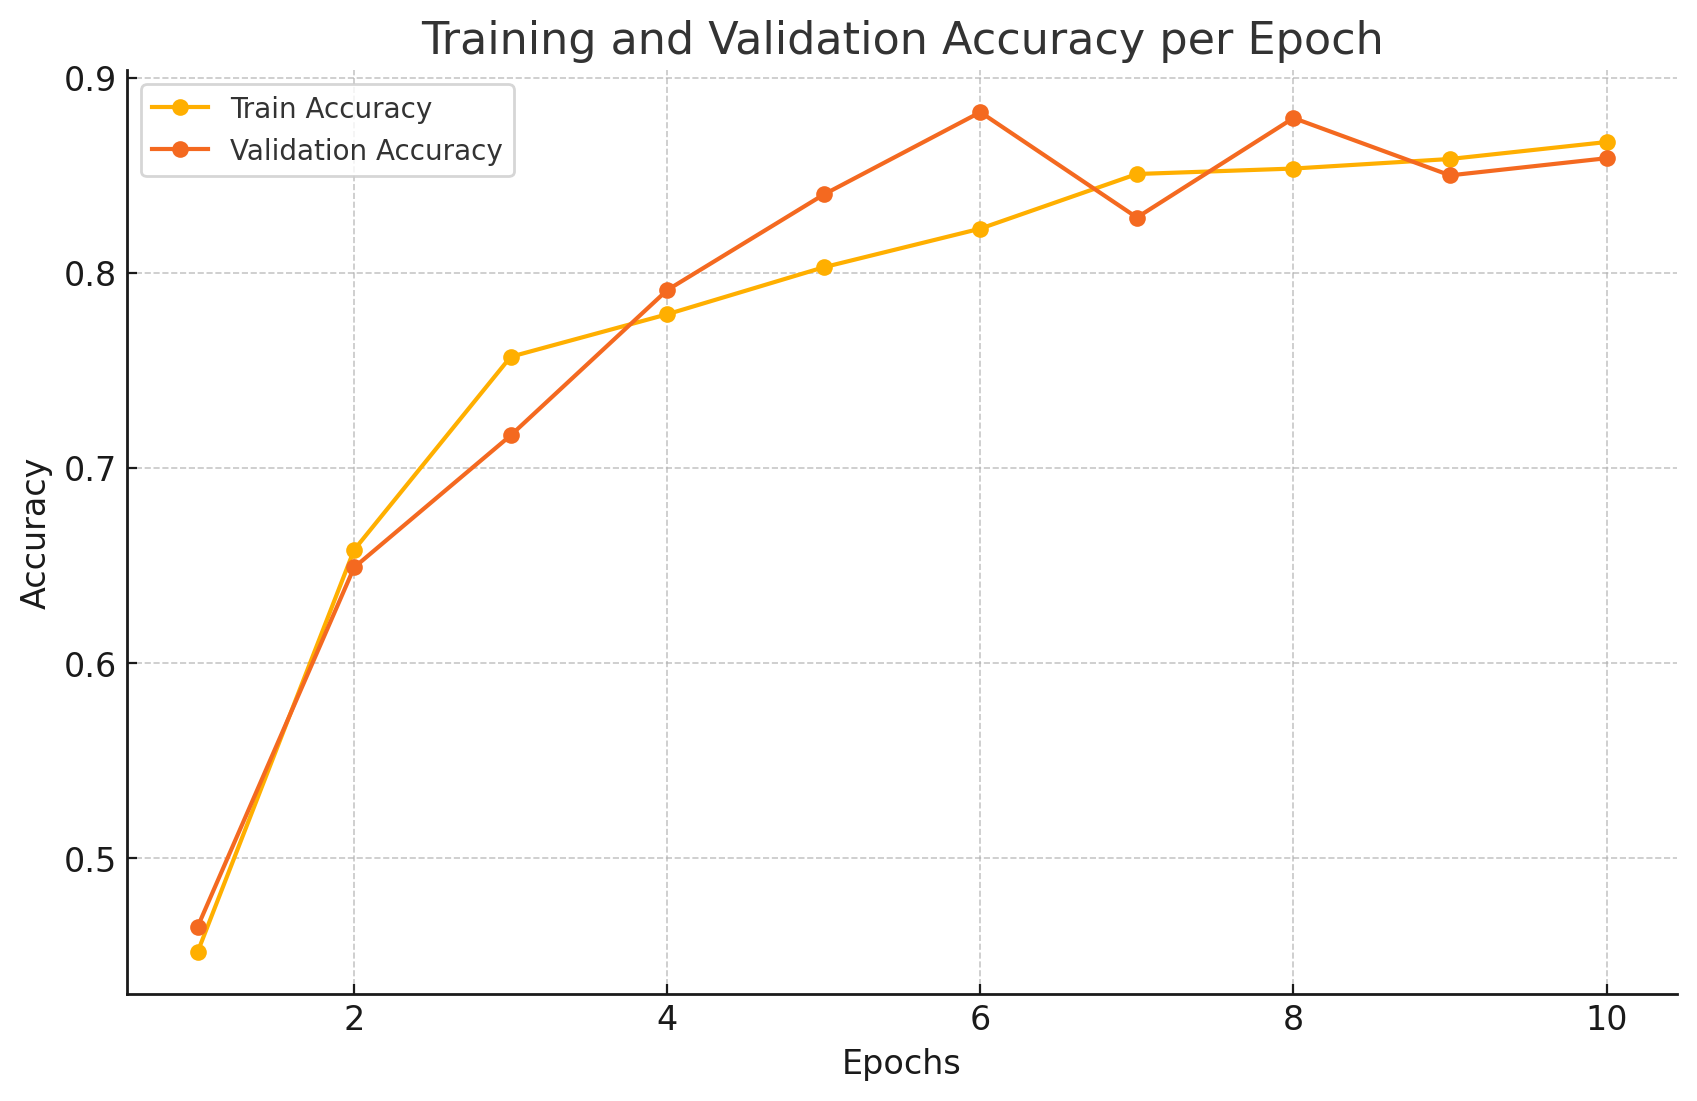 Training and Validation Accuracy per Epoch
Train Accuracy
Validation Accuracy
0.9
0.8
0.7
0.6
0.5
Accuracy
2 4 6 8 10
Epochs